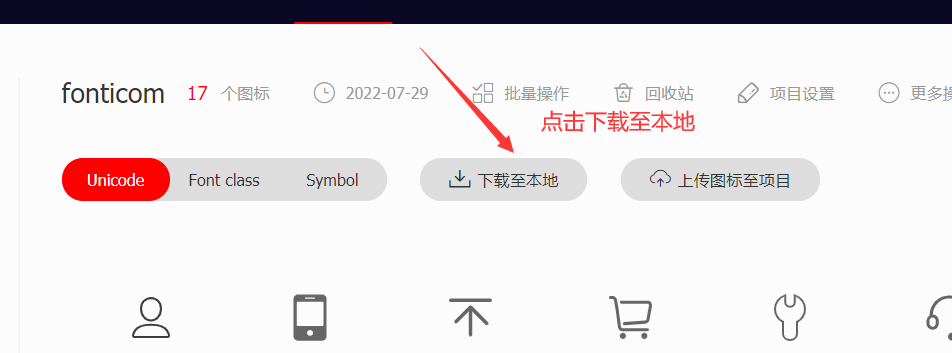 fonticom 17 个图标 2022-07-29 批量操作 回收站 项目设置 更多操
点击下载至本地
Unicode Font class Symbol 下载至本地 上传图标至项目